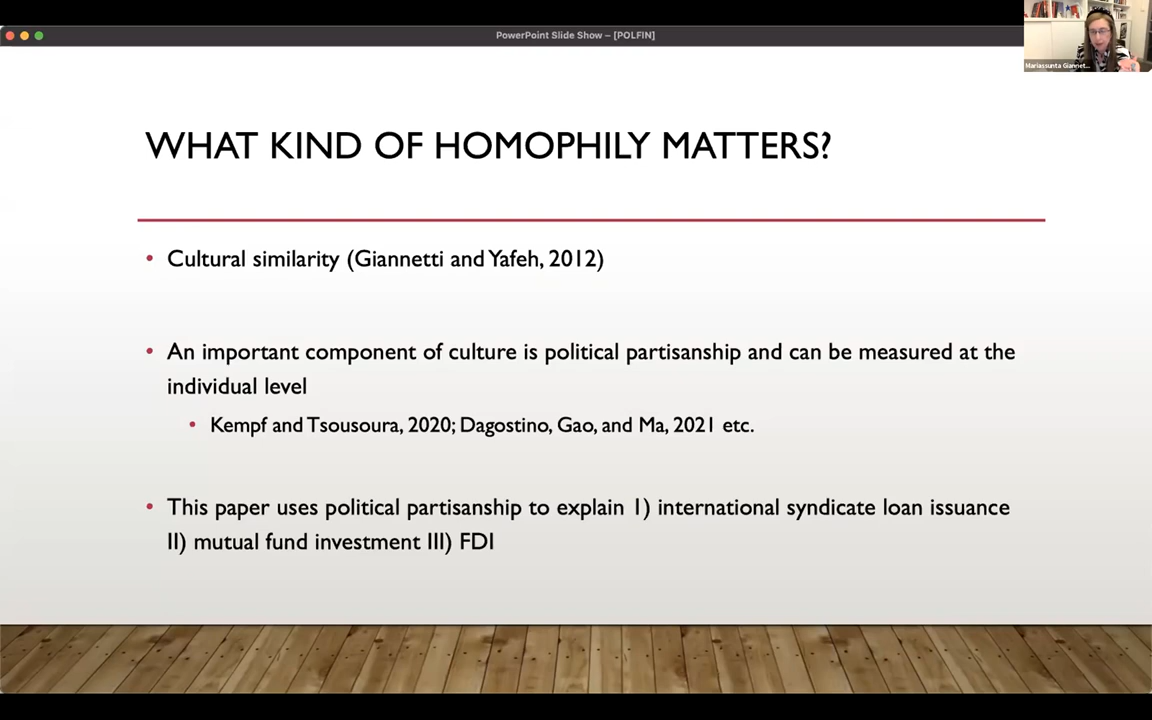 PowerPoint Slide Show – [POLFIN]
Mariassunta Giannet...
WHAT KIND OF HOMOPHILY MATTERS?
• Cultural similarity (Giannetti and Yafeh, 2012)
• An important component of culture is political partisanship and can be measured at the
individual level
• Kempf and Tsousoura, 2020; Dagostino, Gao, and Ma, 2021 etc.
• This paper uses political partisanship to explain 1) international syndicate loan issuance
II) mutual fund investment III) FDI